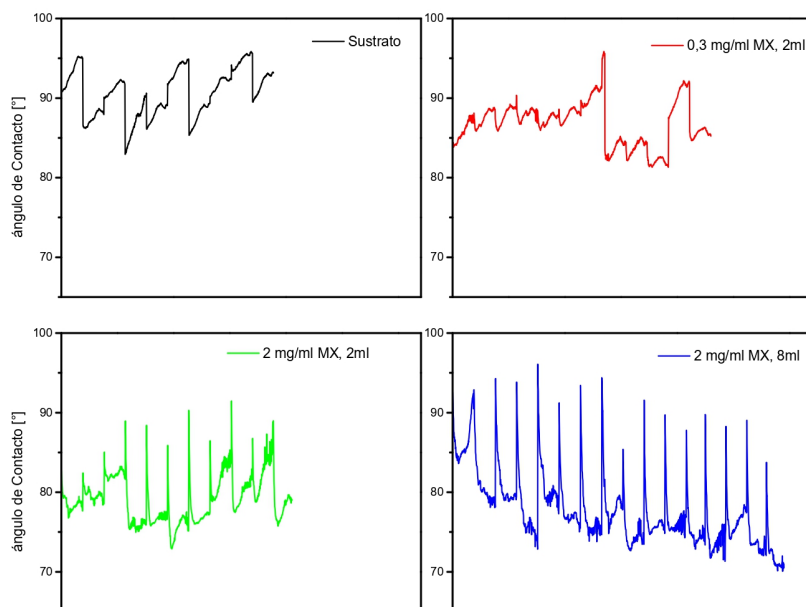 100
90
80
70
ángulo de Contacto [°]
Sustrato
0,3 mg/ml MX, 2ml
100
90
80
70
100
90
80
70
ángulo de Contacto [°]
2 mg/ml MX, 2ml
2 mg/ml MX, 8ml
100
90
80
70